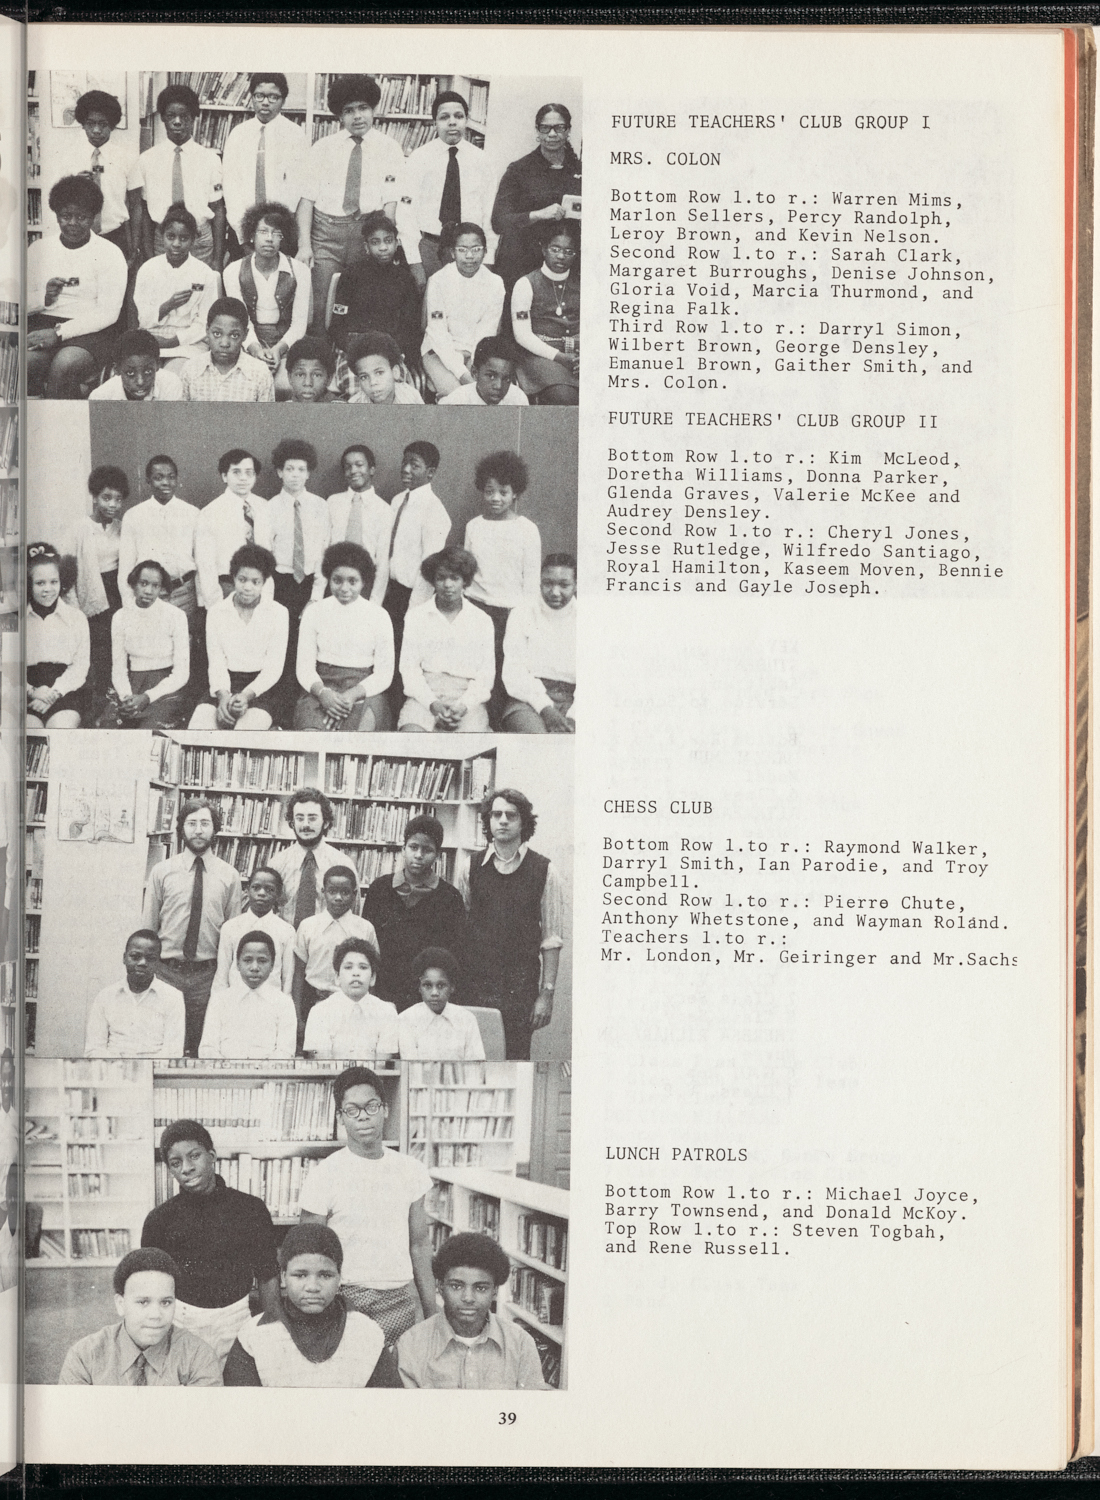 FUTURE TEACHERS' CLUB GROUP I
MRS. COLON
Bottom Row l.to r.: Warren Mims,
Marlon Sellers, Percy Randolph,
Leroy Brown, and Kevin Nelson.
Second Row l.to r.: Sarah Clark,
Margaret Burroughs, Denise Johnson,
Gloria Void, Marcia Thurmond, and
Regina Falk.
Third Row l.to r.: Darryl Simon,
Wilbert Brown, George Densley,
Emanuel Brown, Gaither Smith, and
Mrs. Colon.
FUTURE TEACHERS' CLUB GROUP II
Bottom Row l.to r.: Kim McLeod,
Doretha Williams, Donna Parker,
Glenda Graves, Valerie McKee and
Audrey Densley.
Second Row l.to r.: Cheryl Jones,
Jesse Rutledge, Wilfredo Santiago,
Royal Hamilton, Kaseem Moven, Bennie
Francis and Gayle Joseph.
CHESS CLUB
Bottom Row l.to r.: Raymond Walker,
Darryl Smith, Ian Parodie, and Troy
Campbell.
Second Row l.to r.: Pierre Chute,
Anthony Whetstone, and Wayman Roland.
Teachers l.to r.:
Mr. London, Mr. Geiringer and Mr.Sachs
LUNCH PATROLS
Bottom Row l.to r.: Michael Joyce,
Barry Townsend, and Donald McKoy.
Top Row l.to r.: Steven Togbah,
and Rene Russell.
39